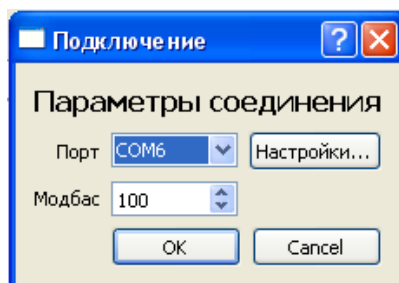 Подключение
Параметры соединения
Порт COM6 Настройки...
Модбас 100
OK Cancel